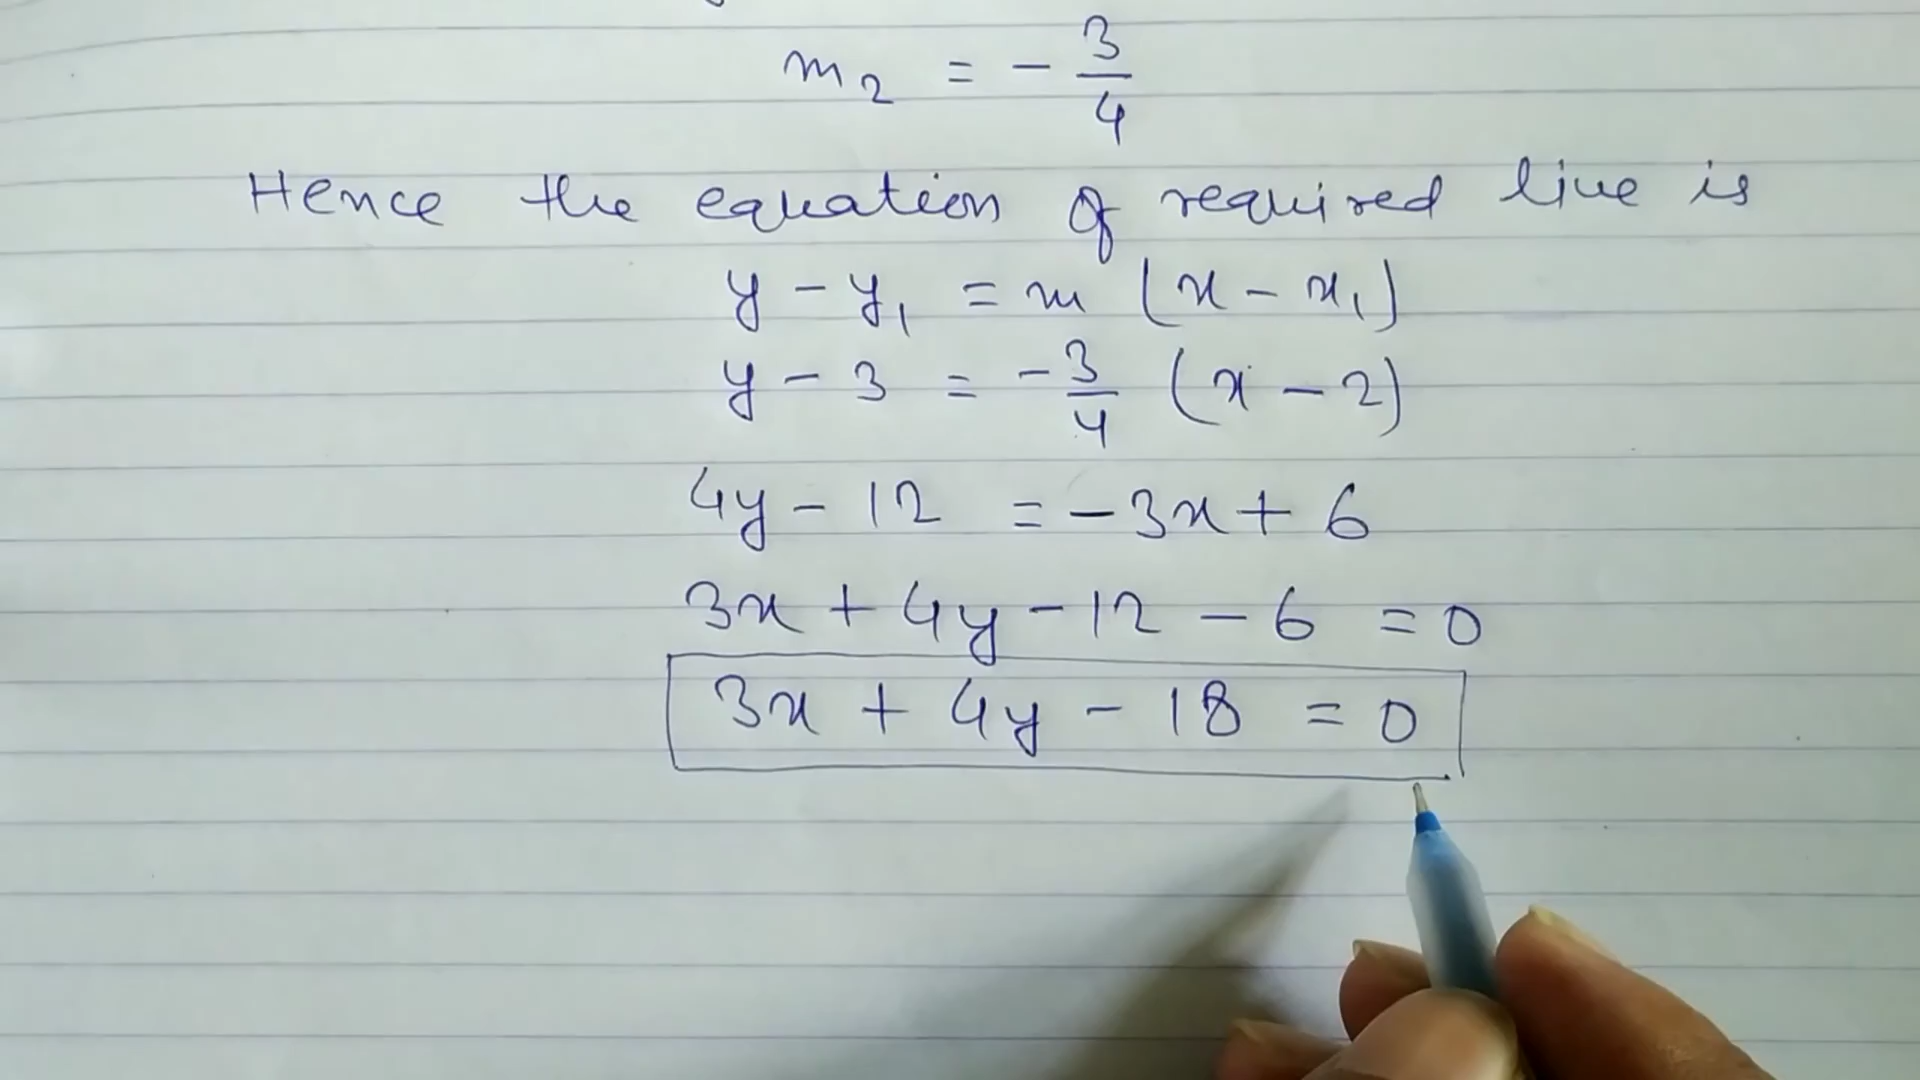 m₂ = - 3/4
Hence the equation of required line is
y - y₁ = m (x - x₁)
y - 3 = - 3/4 (x - 2)
4y - 12 = -3x + 6
3x + 4y - 12 - 6 = 0
3x + 4y - 18 = 0